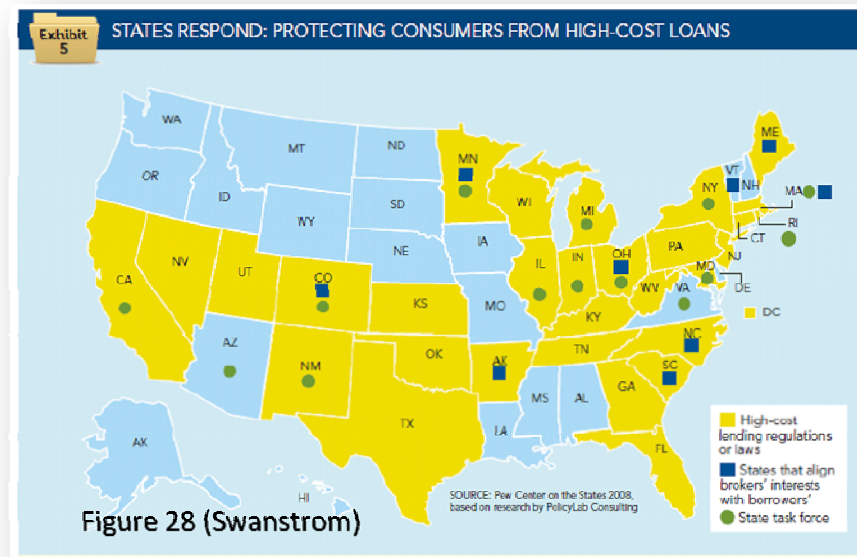 Exhibit
5
STATES RESPOND: PROTECTING CONSUMERS FROM HIGH-COST LOANS
WA
MT
ND
MN
ME
OR
ID
SD
WI
MI
NY
VT
NH
MA
WY
RI
CT
NE
IA
PA
NJ
NV
UT
CA
CO
IL
IN
OH
MD
DE
KS
MO
WV
VA
DC
KY
AZ
NM
OK
AK
TN
NC
SC
TX
MS
AL
GA
LA
FL
AK
HI
High-cost
lending regulations
or laws
States that align
brokers' interests
with borrowers'
State task force
SOURCE: Pew Center on the States 2008,
based on research by PolicyLab Consulting
Figure 28 (Swanstrom)